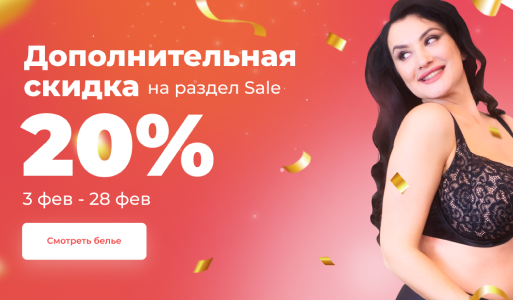 Дополнительная
скидка на раздел Sale
20%
3 фев - 28 фев
Смотреть белье